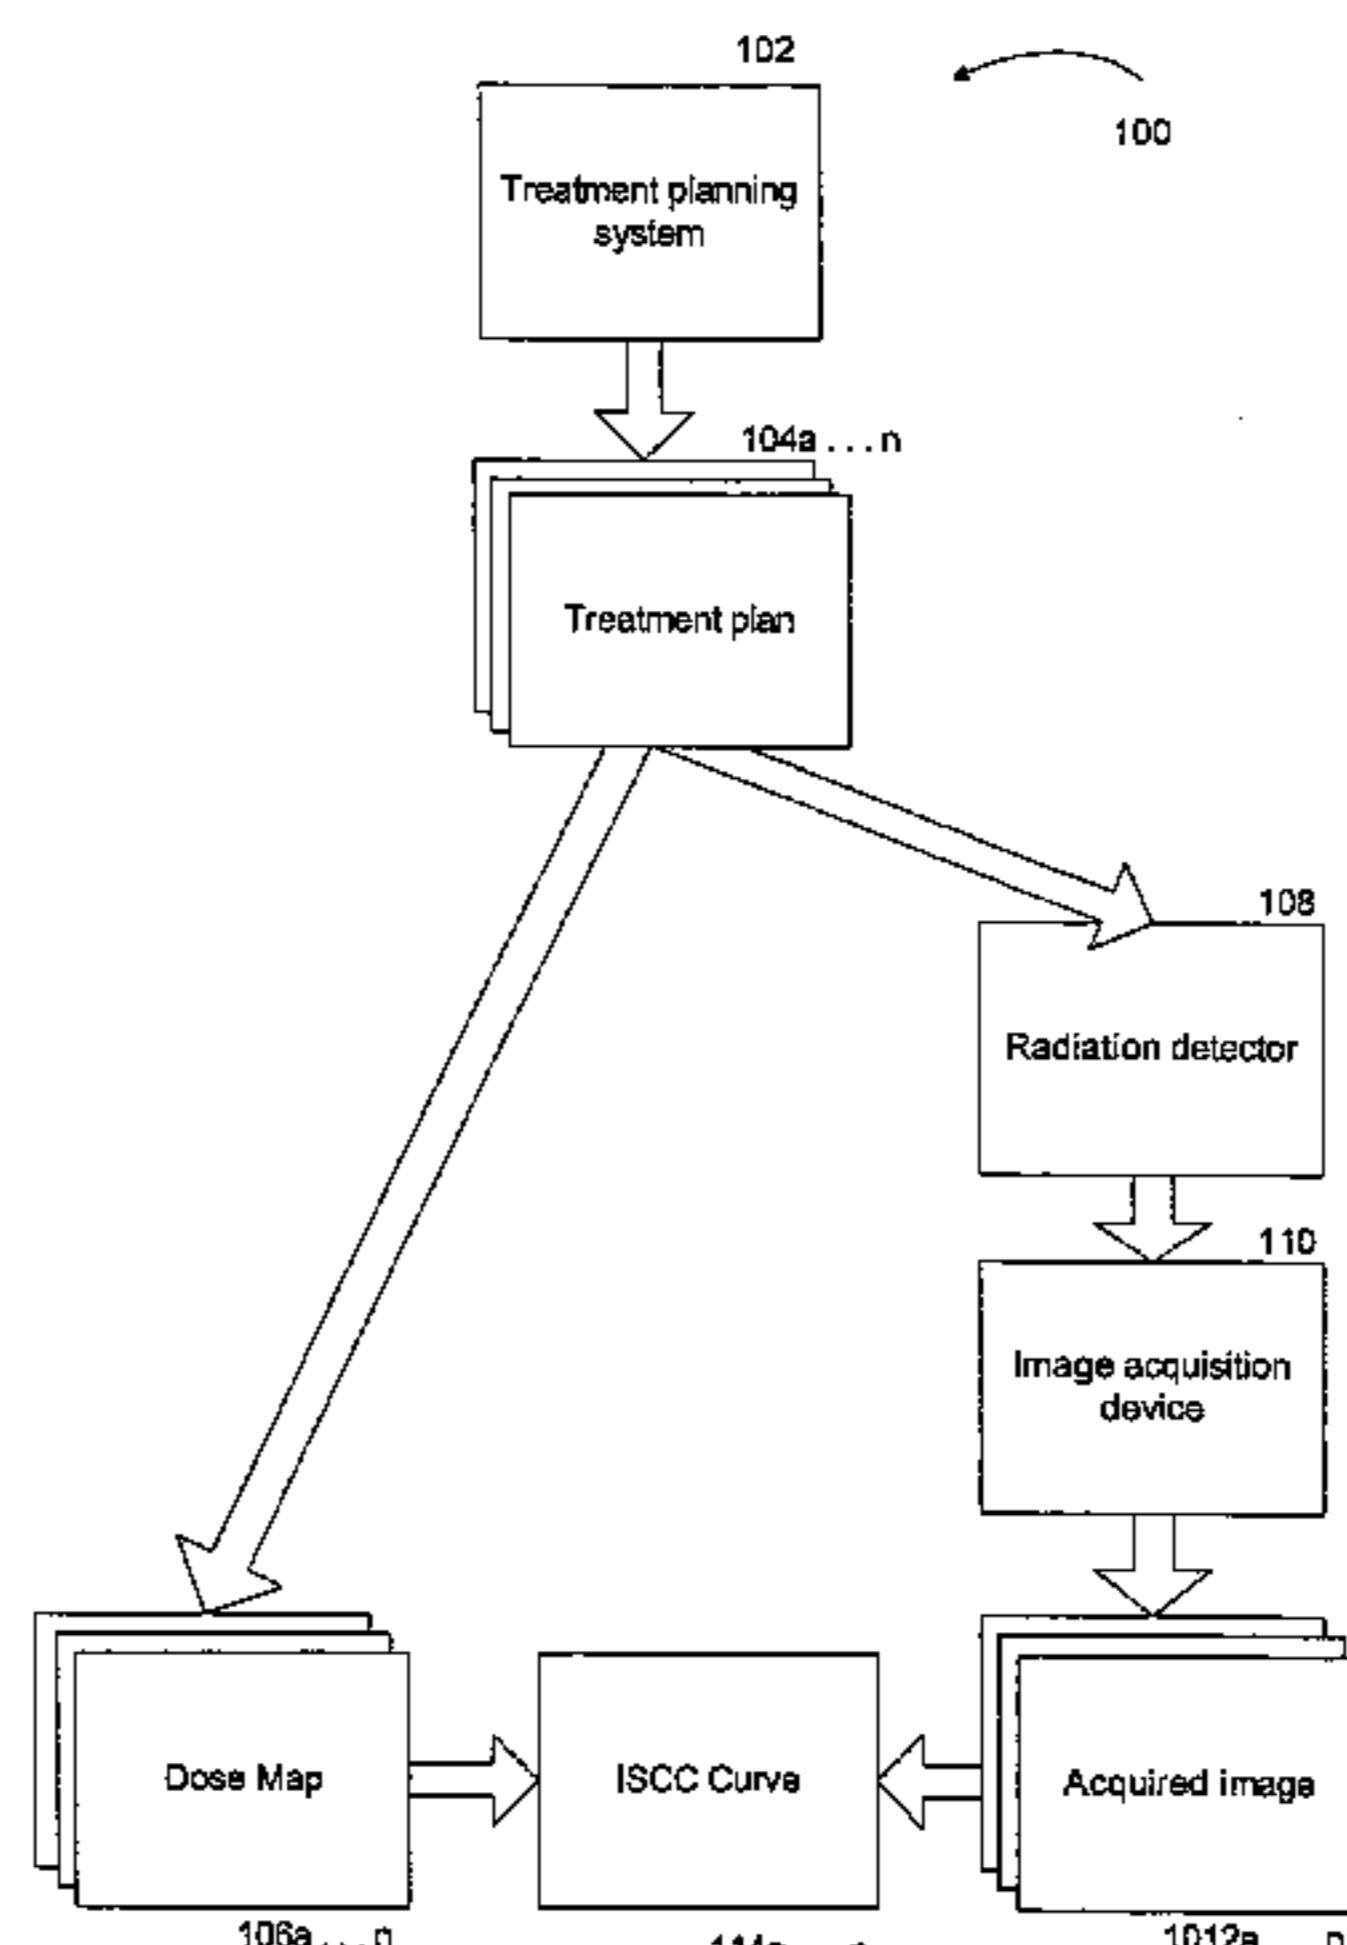 102
100
Treatment planning
system
104a . . . n
Treatment plan
108
Radiation detector
110
Image acquisition
device
Dose Map
ISCC Curve
Acquired image
106a . . . n
1012a . . . n